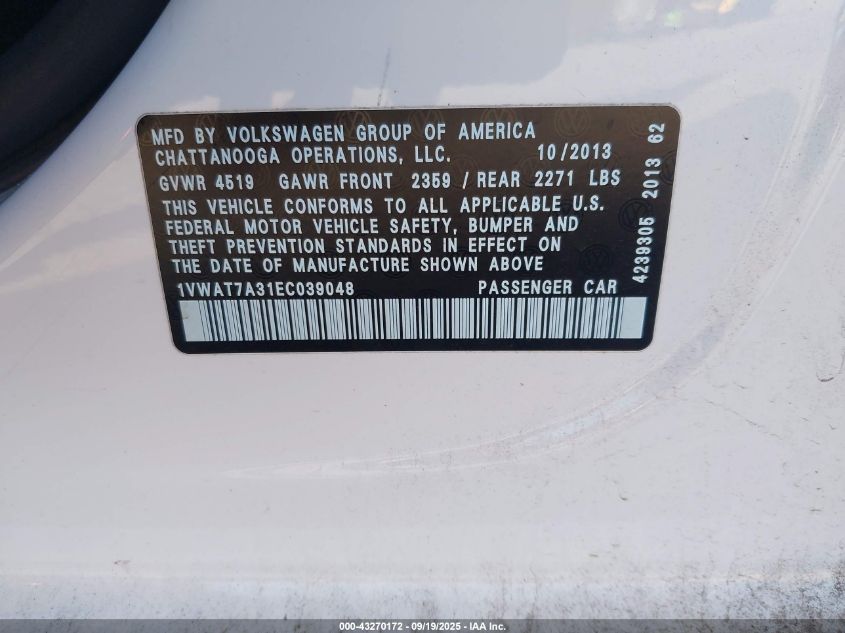 MFD BY VOLKSWAGEN GROUP OF AMERICA
CHATTANOOGA OPERATIONS, LLC. 10/2013
GVWR 4519 GAWR FRONT 2359 / REAR 2271 LBS
THIS VEHICLE CONFORMS TO ALL APPLICABLE U.S.
FEDERAL MOTOR VEHICLE SAFETY, BUMPER AND
THEFT PREVENTION STANDARDS IN EFFECT ON
THE DATE OF MANUFACTURE SHOWN ABOVE
1VWAT7A31EC039048 PASSENGER CAR
4239305 2013 62
000-43270172 - 09/19/2025 - IAA Inc.